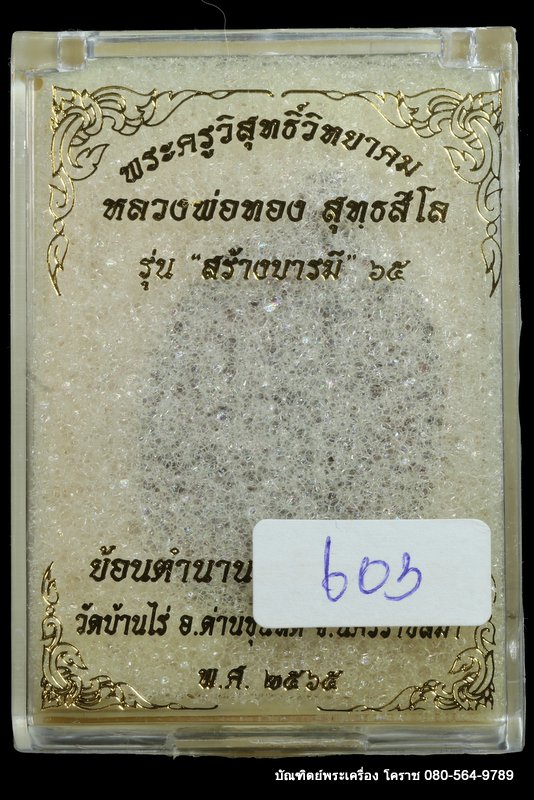 พระครูวิสุทธิ์วิทยาคม
หลวงพ่อทอง สุทฺธสีโล
รุ่น "สร้างบารมี" ๖๕
ย้อนตำนาน
603
วัดบ้านไร่ อ.ด่านขุนทด จ.นครราชสีมา
พ.ศ. ๒๕๖๕
บัณฑิตย์พระเครื่อง โคราช 080-564-9789